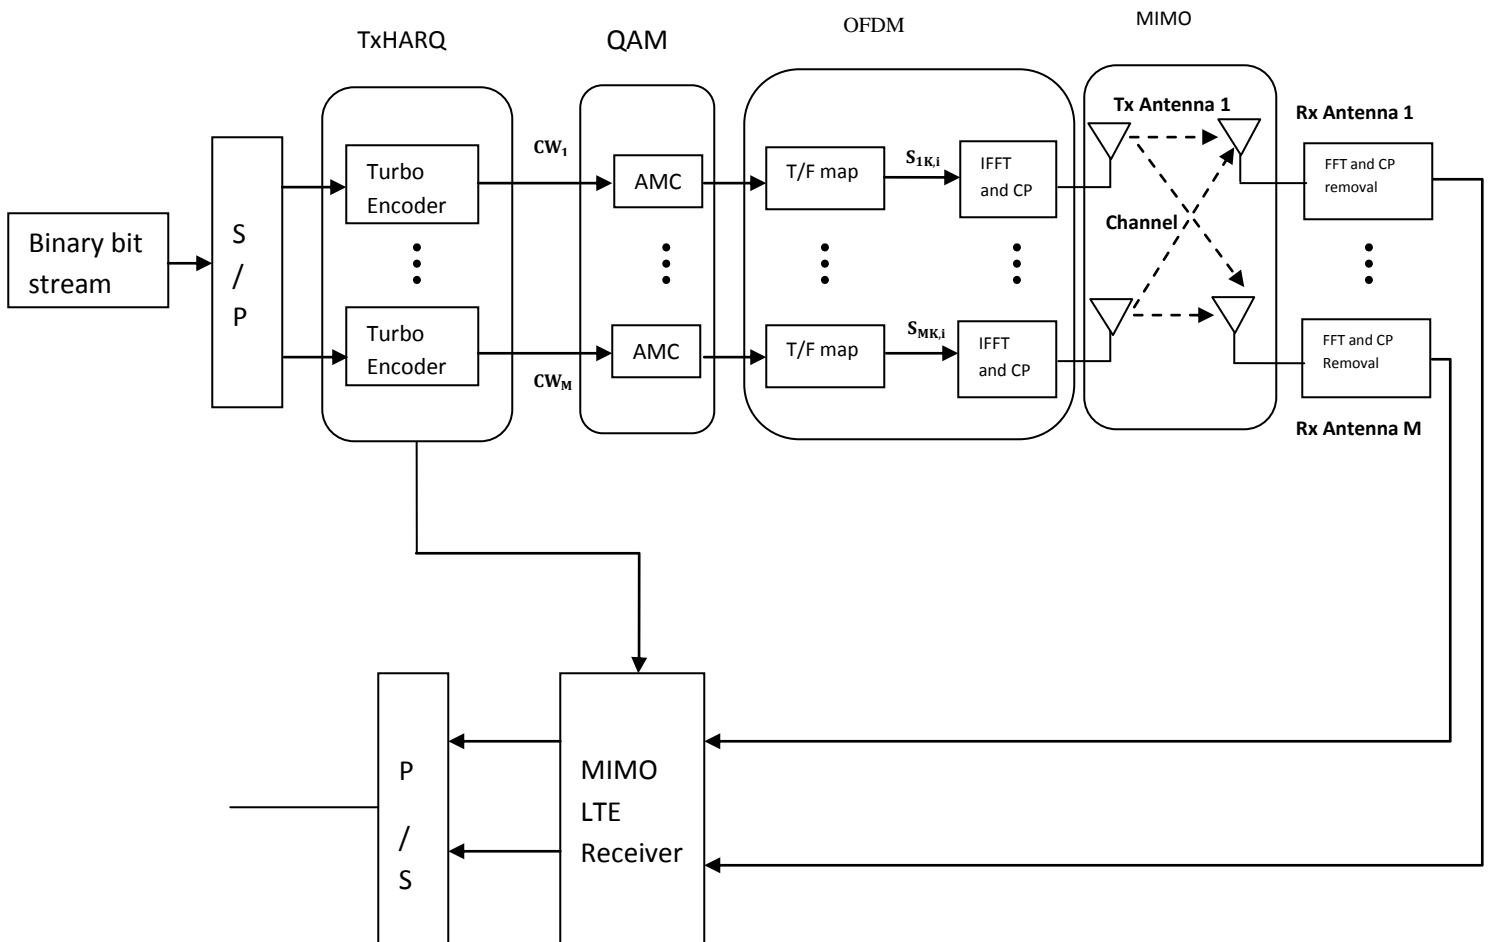 TxHARQ
QAM
OFDM
MIMO
Binary bit
stream
S
/
P
Turbo
Encoder
CW₁
AMC
T/F map
S₁K,i
IFFT
and CP
Tx Antenna 1
Channel
Rx Antenna 1
FFT and CP
removal
Turbo
Encoder
CW_M
AMC
T/F map
S_MK,i
IFFT
and CP
FFT and CP
Removal
Rx Antenna M
P
/
S
MIMO
LTE
Receiver